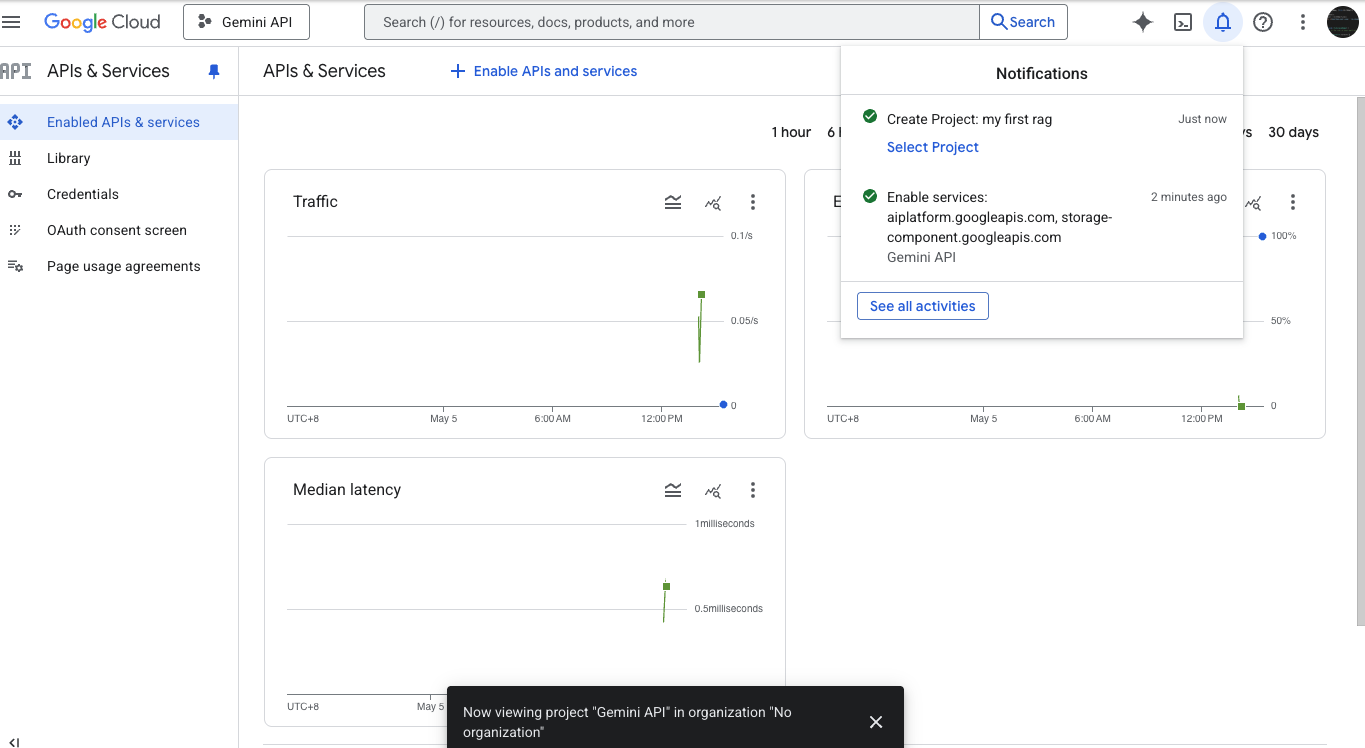 Google Cloud
Gemini API
Search (/) for resources, docs, products, and more
Search
API
APIs & Services
APIs & Services
Enable APIs and services
Notifications
Enabled APIs & services
Library
Credentials
OAuth consent screen
Page usage agreements
1 hour
30 days
Create Project: my first rag
Just now
Select Project
Enable services:
2 minutes ago
aiplatform.googleapis.com, storage-
component.googleapis.com
Gemini API
See all activities
Traffic
0.1/s
0.05/s
0
UTC+8
May 5
6:00 AM
12:00 PM
100%
50%
0
UTC+8
May 5
6:00 AM
12:00 PM
Median latency
1milliseconds
0.5milliseconds
UTC+8
May 5
Now viewing project "Gemini API" in organization "No
organization"